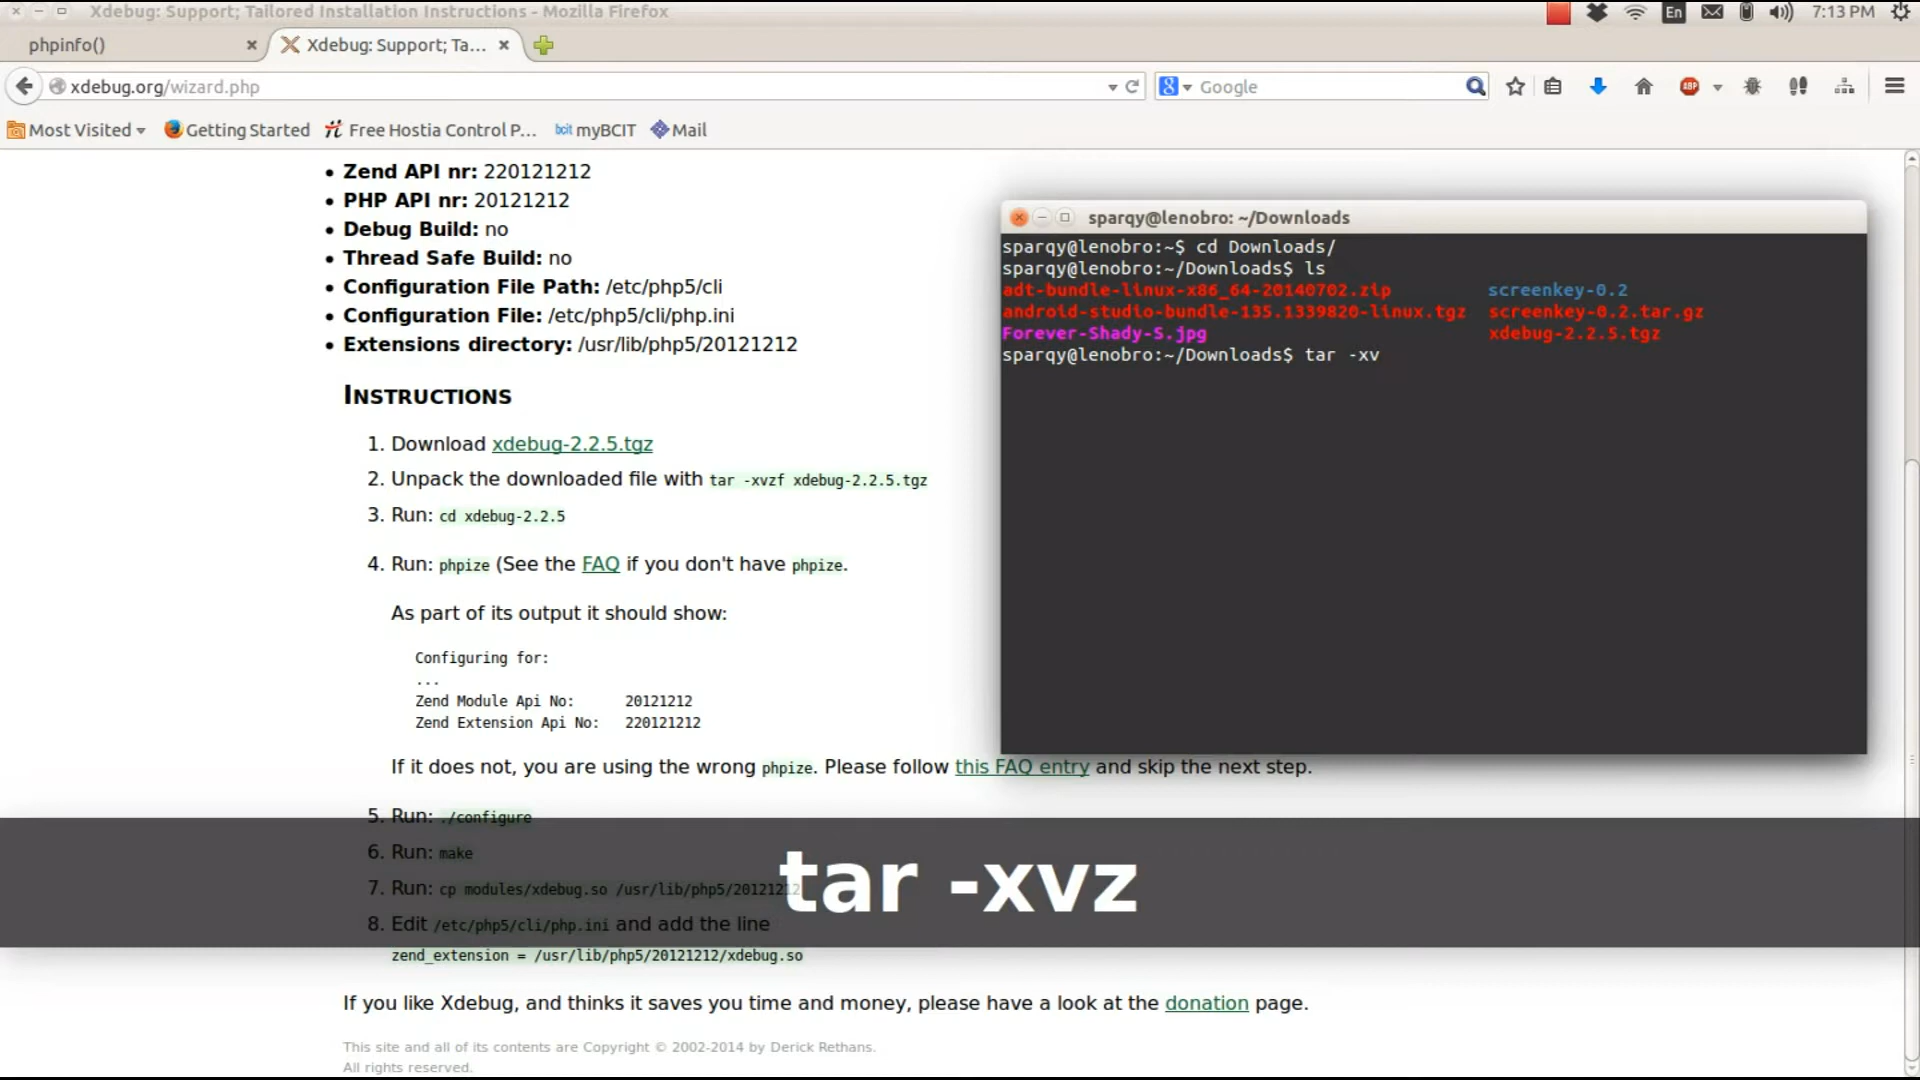 Xdebug: Support; Tailored Installation Instructions - Mozilla Firefox
En
7:13 PM
phpinfo()
Xdebug: Support; Ta...
xdebug.org/wizard.php
8
Google
ABP
Most Visited
Getting Started
Free Hostia Control P...
bcit myBCIT
Mail
• Zend API nr: 220121212
• PHP API nr: 20121212
• Debug Build: no
• Thread Safe Build: no
• Configuration File Path: /etc/php5/cli
• Configuration File: /etc/php5/cli/php.ini
• Extensions directory: /usr/lib/php5/20121212
INSTRUCTIONS
1. Download xdebug-2.2.5.tgz
2. Unpack the downloaded file with tar -xvzf xdebug-2.2.5.tgz
3. Run: cd xdebug-2.2.5
4. Run: phpize (See the FAQ if you don't have phpize.
As part of its output it should show:
Configuring for:
...
Zend Module Api No: 20121212
Zend Extension Api No: 220121212
If it does not, you are using the wrong phpize. Please follow this FAQ entry and skip the next step.
5. Run: ./configure
6. Run: make
7. Run: cp modules/xdebug.so /usr/lib/php5/20121212
8. Edit /etc/php5/cli/php.ini and add the line
zend_extension = /usr/lib/php5/20121212/xdebug.so
If you like Xdebug, and thinks it saves you time and money, please have a look at the donation page.
This site and all of its contents are Copyright © 2002-2014 by Derick Rethans.
All rights reserved.
sparqy@lenobro: ~/Downloads
sparqy@lenobro:~$ cd Downloads/
sparqy@lenobro:~/Downloads$ ls
adt-bundle-linux-x86_64-20140702.zip screenkey-0.2
android-studio-bundle-135.1339820-linux.tgz screenkey-0.2.tar.gz
Forever-Shady-S.jpg xdebug-2.2.5.tgz
sparqy@lenobro:~/Downloads$ tar -xv
tar -xvz